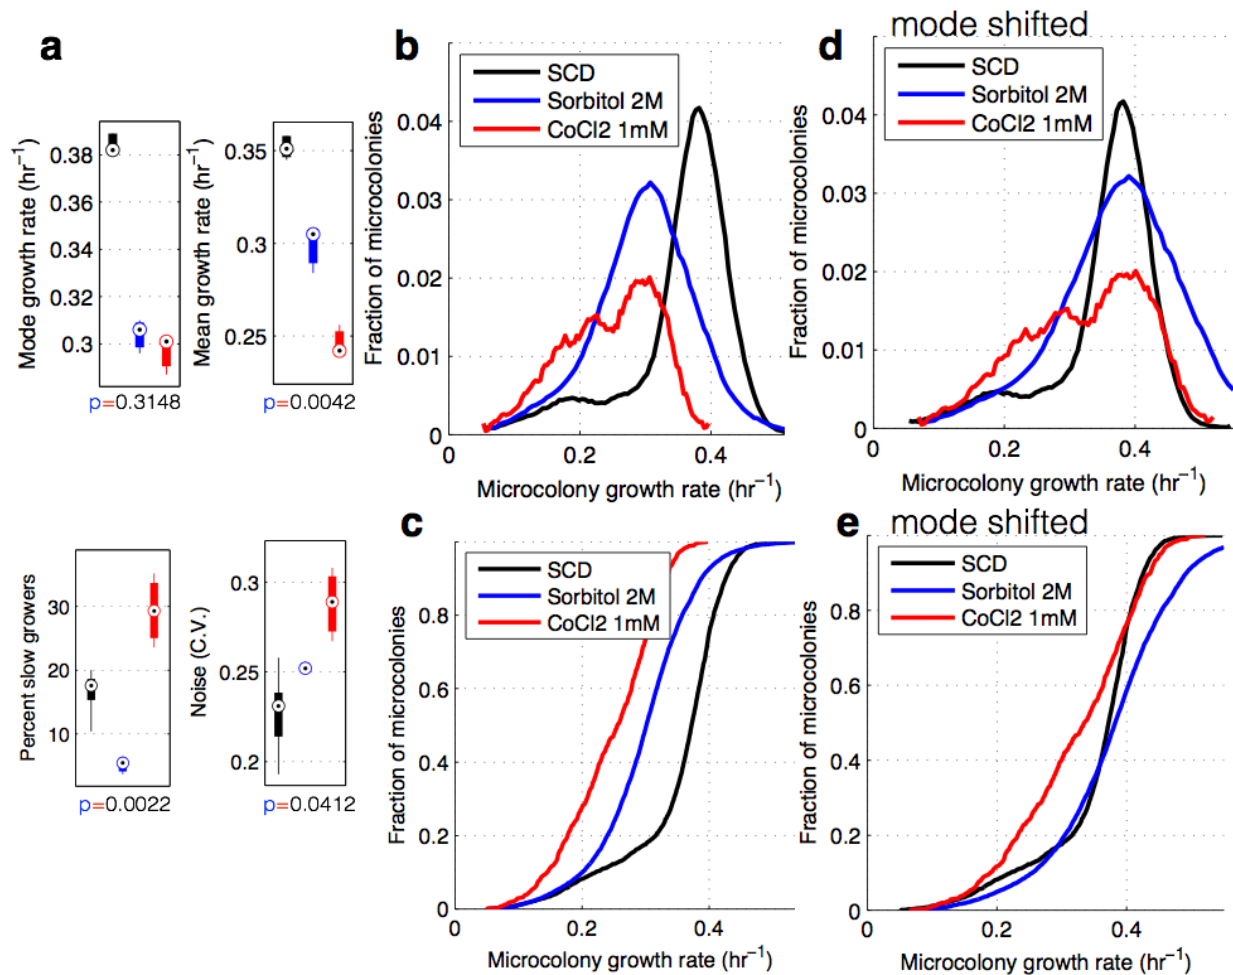 a
Mode growth rate (hr⁻¹)
0.38
0.36
0.34
0.32
0.3
p=0.3148
Mean growth rate (hr⁻¹)
0.35
0.3
0.25
p=0.0042
Percent slow growers
30
20
10
p=0.0022
Noise (C.V.)
0.3
0.25
0.2
p=0.0412
b
SCD
Sorbitol 2M
CoCl2 1mM
Fraction of microcolonies
0.04
0.03
0.02
0.01
0
0
0.2
0.4
Microcolony growth rate (hr⁻¹)
c
SCD
Sorbitol 2M
CoCl2 1mM
Fraction of microcolonies
0.8
0.6
0.4
0.2
0
0
0.2
0.4
Microcolony growth rate (hr⁻¹)
d
mode shifted
SCD
Sorbitol 2M
CoCl2 1mM
Fraction of microcolonies
0.04
0.03
0.02
0.01
0
0
0.2
0.4
Microcolony growth rate (hr⁻¹)
e
mode shifted
SCD
Sorbitol 2M
CoCl2 1mM
Fraction of microcolonies
0.8
0.6
0.4
0.2
0
0
0.2
0.4
Microcolony growth rate (hr⁻¹)